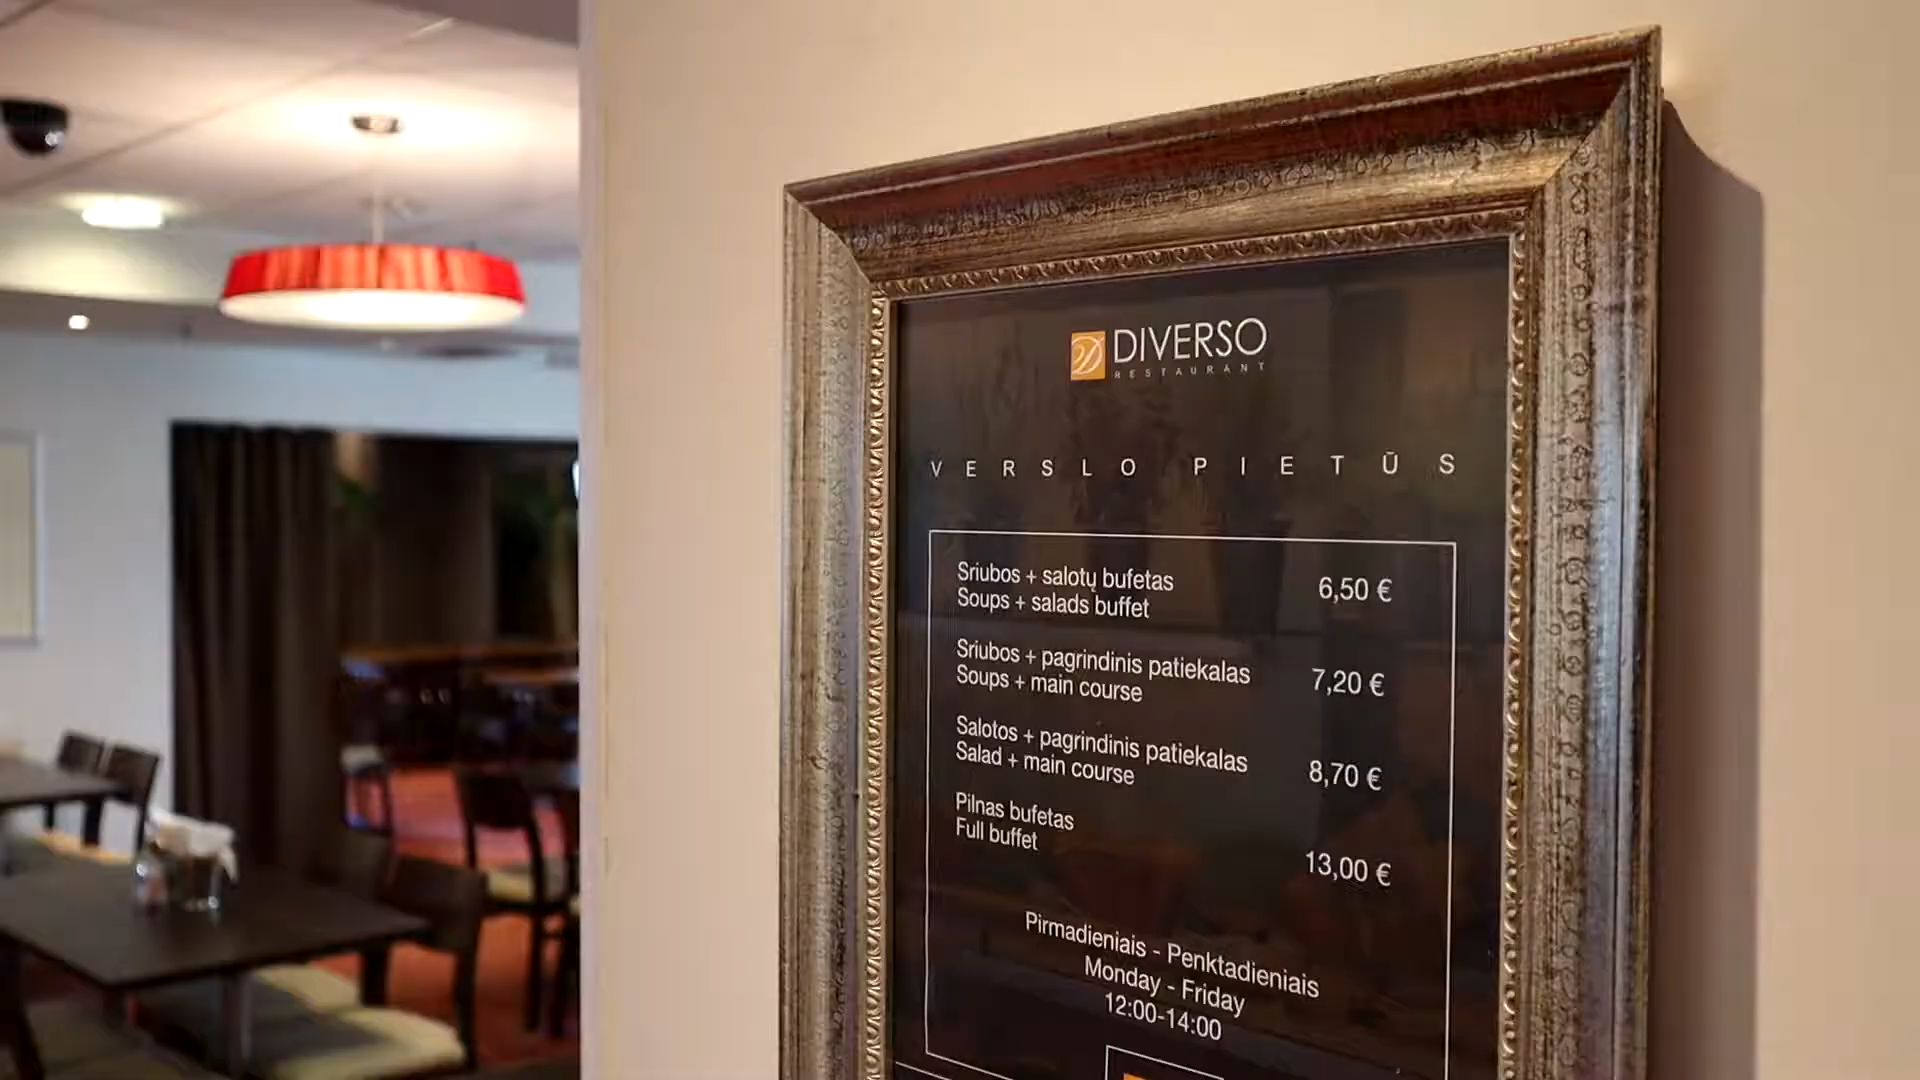 DIVERSO
RESTAURANT
VERSLO PIETŪS
Sriubos + salotų bufetas
Soups + salads buffet
6,50 €
Sriubos + pagrindinis patiekalas
Soups + main course
7,20 €
Salotos + pagrindinis patiekalas
Salad + main course
8,70 €
Pilnas bufetas
Full buffet
13,00 €
Pirmadieniais - Penktadieniais
Monday - Friday
12:00-14:00